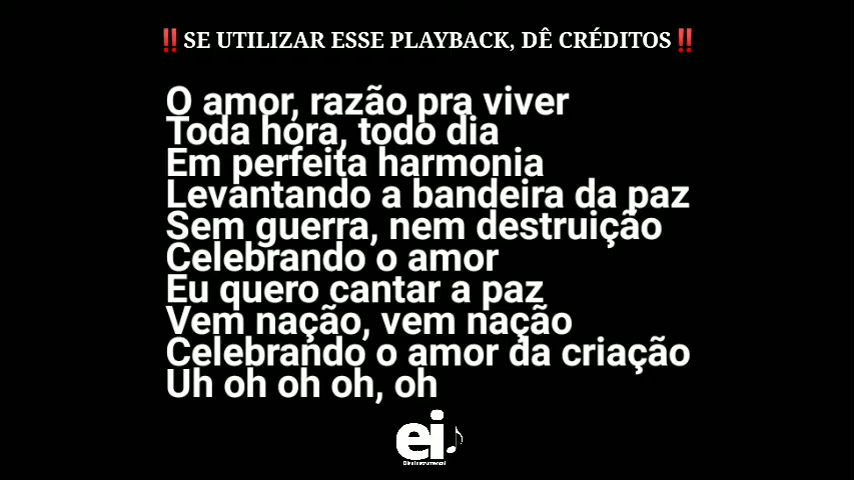 ‼️SE UTILIZAR ESSE PLAYBACK, DÊ CRÉDITOS‼️
O amor, razão pra viver
Toda hora, todo dia
Em perfeita harmonia
Levantando a bandeira da paz
Sem guerra, nem destruição
Celebrando o amor
Eu quero cantar a paz
Vem nação, vem nação
Celebrando o amor da criação
Uh oh oh oh, oh
ei